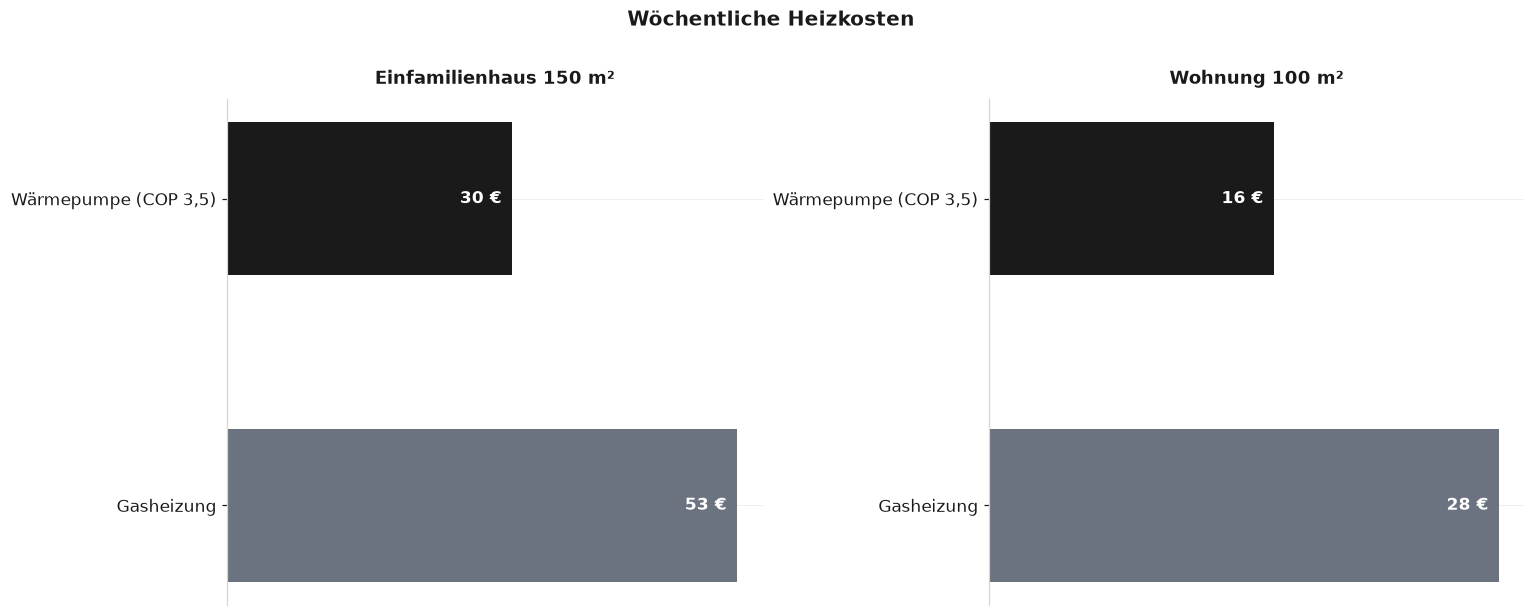 Wöchentliche Heizkosten
Einfamilienhaus 150 m²
Wärmepumpe (COP 3,5)
30 €
Gasheizung
53 €
Wohnung 100 m²
Wärmepumpe (COP 3,5)
16 €
Gasheizung
28 €